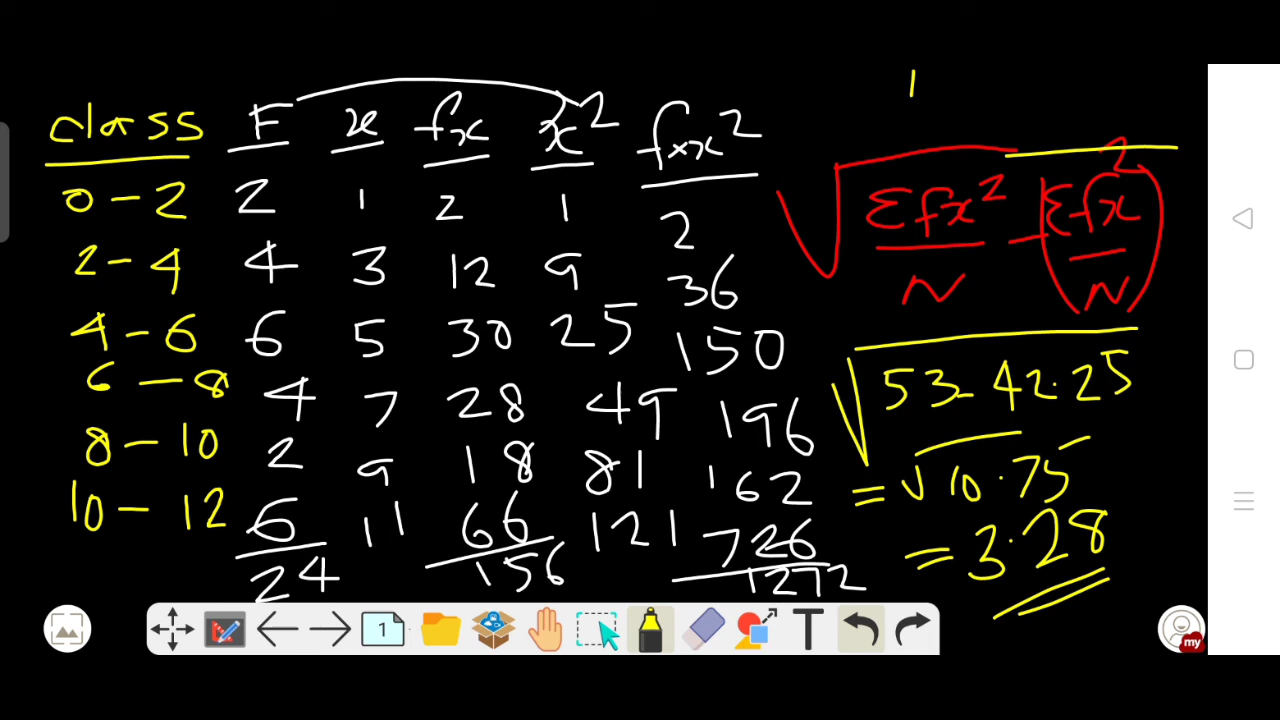 class F x fx x² fxx²
0 - 2 2 1 2 1 2
2 - 4 4 3 12 9 36
4 - 6 6 5 30 25 150
6 - 8 4 7 28 49 196
8 - 10 2 9 18 81 162
10 - 12 6 11 66 121 726
24 156 1272
1
√ Σfx² / N - (Σfx / N)²
√53-42.25
= √10.75
= 3.28
1
my